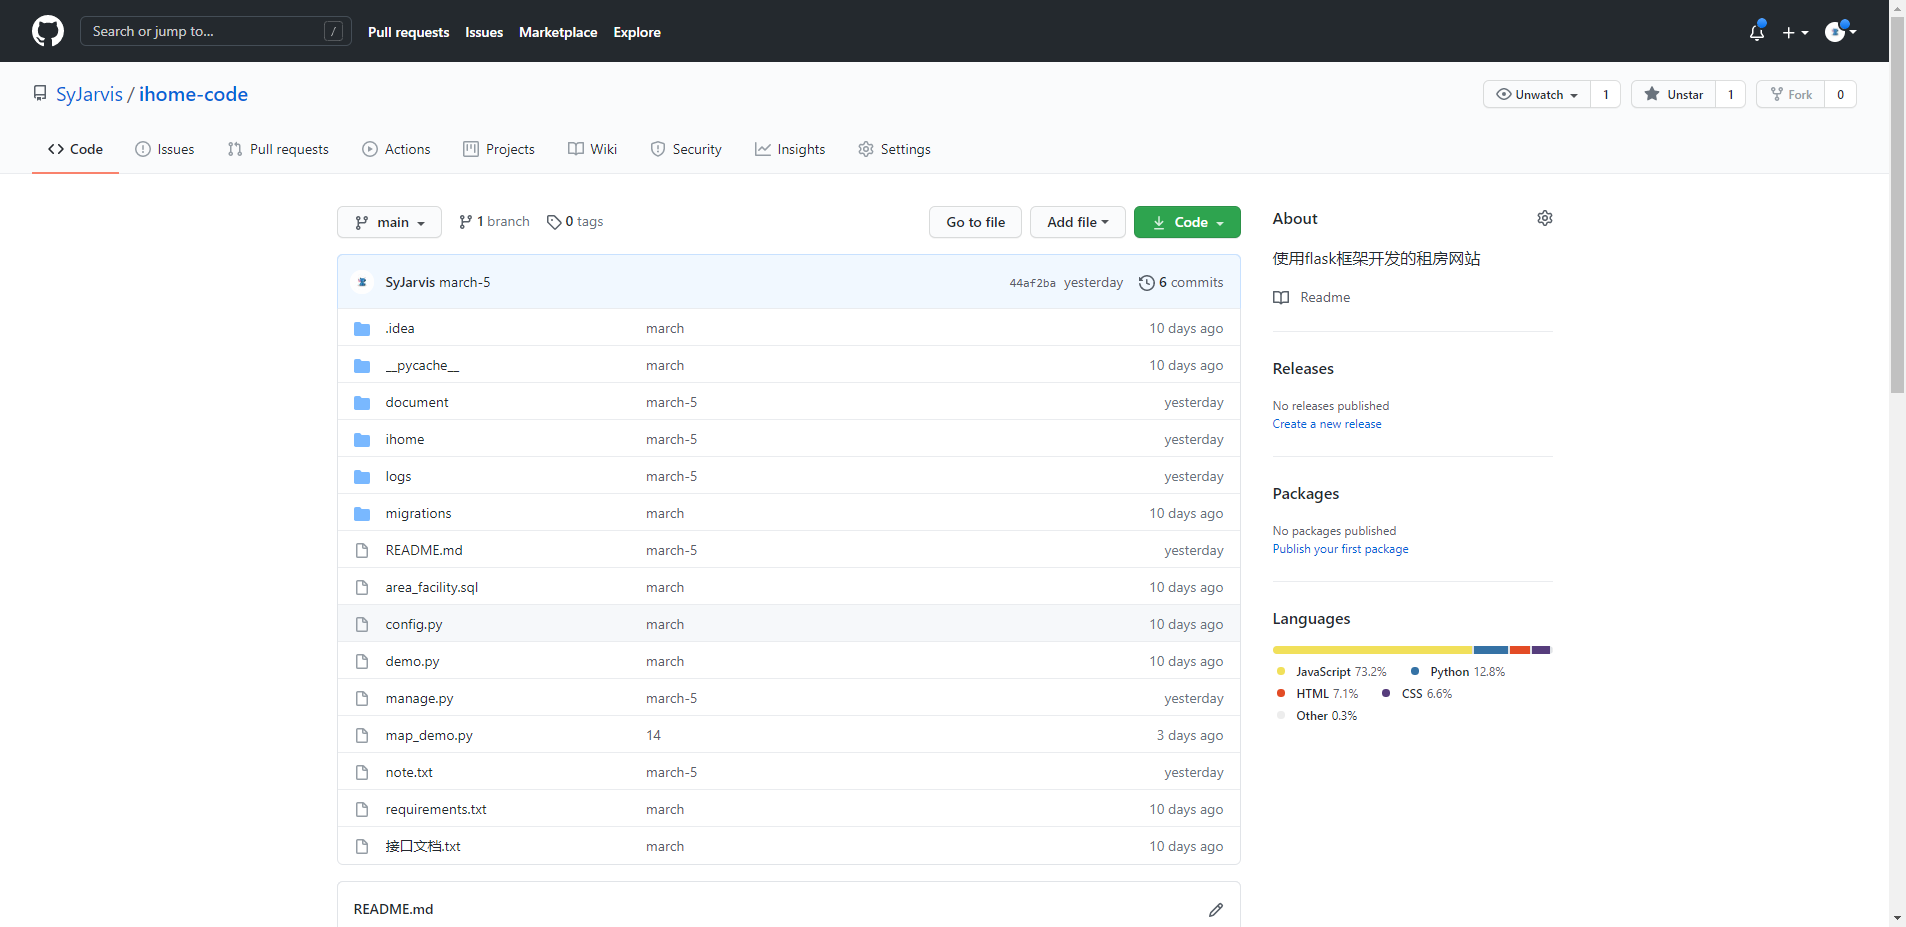 Search or jump to... /
Pull requests Issues Marketplace Explore
SyJarvis / ihome-code
Unwatch 1 Unstar 1 Fork 0
Code Issues Pull requests Actions Projects Wiki Security Insights Settings
main 1 branch 0 tags Go to file Add file Code
SyJarvis march-5 44af2ba yesterday 6 commits
.idea march 10 days ago
__pycache__ march 10 days ago
document march-5 yesterday
ihome march-5 yesterday
logs march-5 yesterday
migrations march 10 days ago
README.md march-5 yesterday
area_facility.sql march 10 days ago
config.py march 10 days ago
demo.py march 10 days ago
manage.py march-5 yesterday
map_demo.py 14 3 days ago
note.txt march-5 yesterday
requirements.txt march 10 days ago
接口文档.txt march 10 days ago
README.md
About
使用flask框架开发的租房网站
Readme
Releases
No releases published
Create a new release
Packages
No packages published
Publish your first package
Languages
JavaScript 73.2% Python 12.8%
HTML 7.1% CSS 6.6%
Other 0.3%